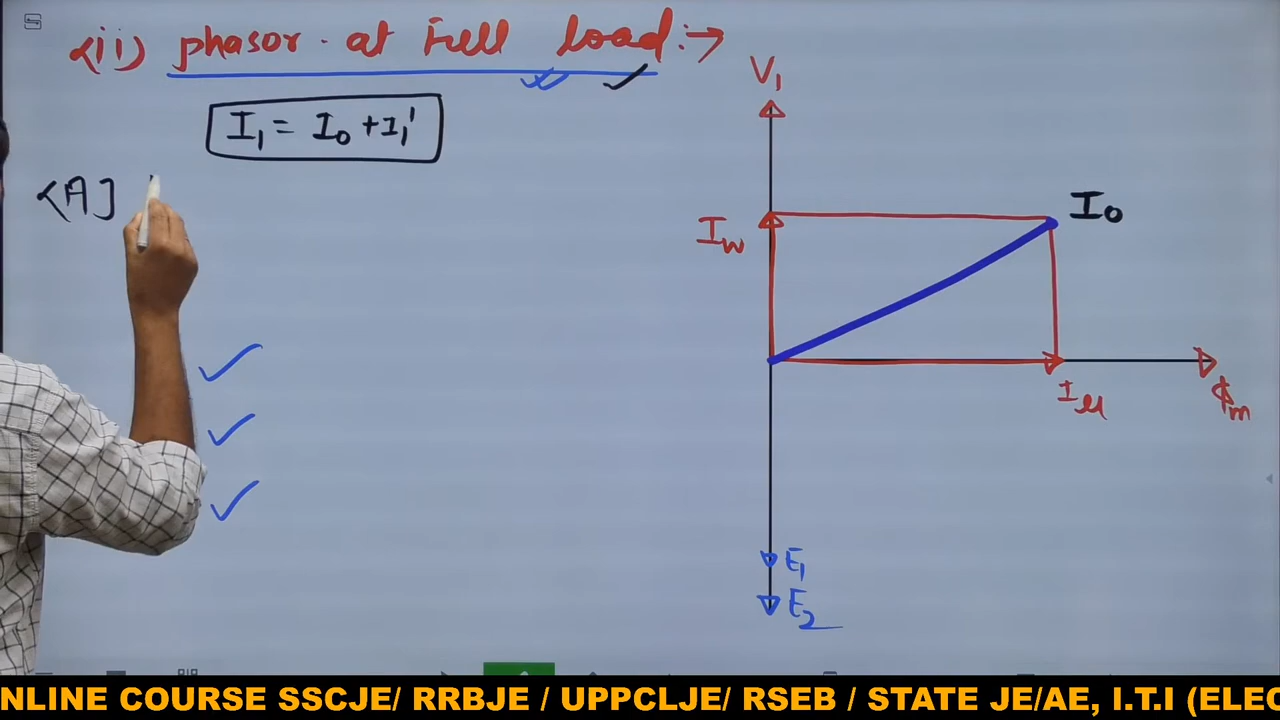 (ii) phasor. at Full load :→
I₁ = I₀ + I₁'
(A]
V₁
I₀
Iw
Iμ
ϕm
E₁
E₂
NLINE COURSE SSCJE/ RRBJE / UPPCLJE/ RSEB / STATE JE/AE, I.T.I (ELEC